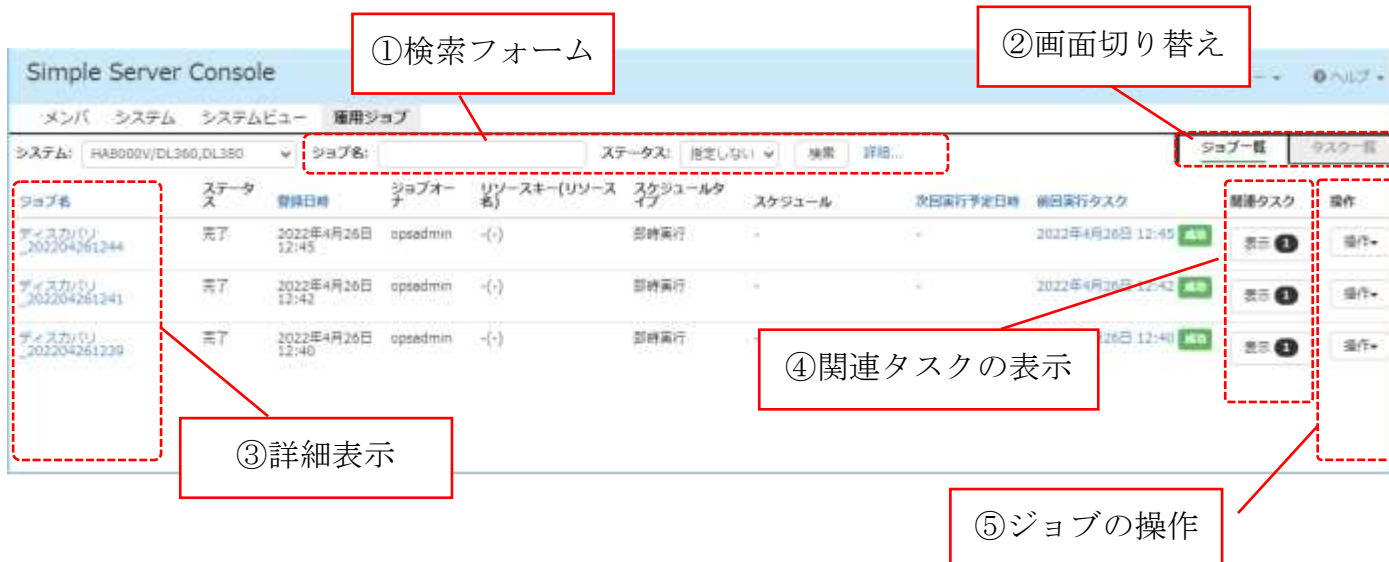 ①検索フォーム
②画面切り替え
Simple Server Console
ー ヘルプ
メンバ システム システムビュー 運用ジョブ
システム: HA8000V/DL360,DL380 ジョブ名: ステータス: 指定しない 検索 詳細... ジョブ一覧 タスク一覧
ジョブ名 ステータス 登録日時 ジョブオーナ リソースキー(リソース名) スケジュールタイプ スケジュール 次回実行予定日時 前回実行タスク 関連タスク 操作
ディスカバリ_202204261244 完了 2022年4月26日 12:45 opsadmin -(-) 即時実行 - - 2022年4月26日 12:45 成功 表示 1 操作
ディスカバリ_202204261241 完了 2022年4月26日 12:42 opsadmin -(-) 即時実行 - - 2022年4月26日 12:42 成功 表示 1 操作
ディスカバリ_202204261239 完了 2022年4月26日 12:40 opsadmin -(-) 即時実行 - 26日 12:40 成功 表示 1 操作
④関連タスクの表示
③詳細表示
⑤ジョブの操作